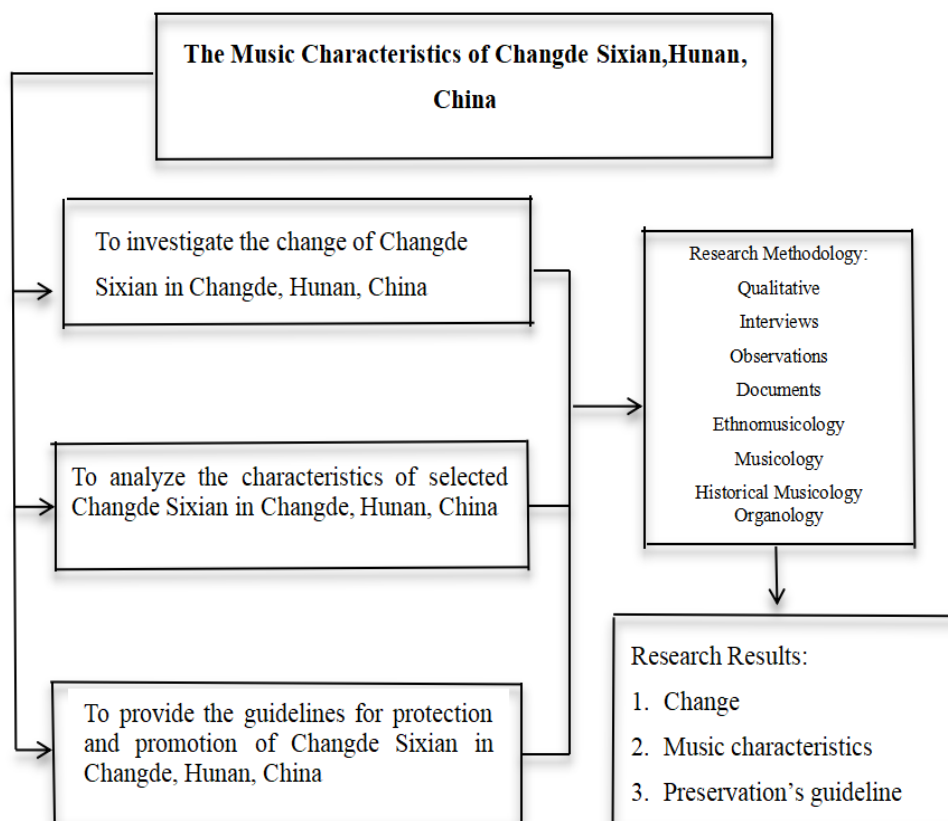 The Music Characteristics of Changde Sixian,Hunan,
China
To investigate the change of Changde
Sixian in Changde, Hunan, China
To analyze the characteristics of selected
Changde Sixian in Changde, Hunan, China
To provide the guidelines for protection
and promotion of Changde Sixian in
Changde, Hunan, China
Research Methodology:
Qualitative
Interviews
Observations
Documents
Ethnomusicology
Musicology
Historical Musicology
Organology
Research Results:
1. Change
2. Music characteristics
3. Preservation's guideline